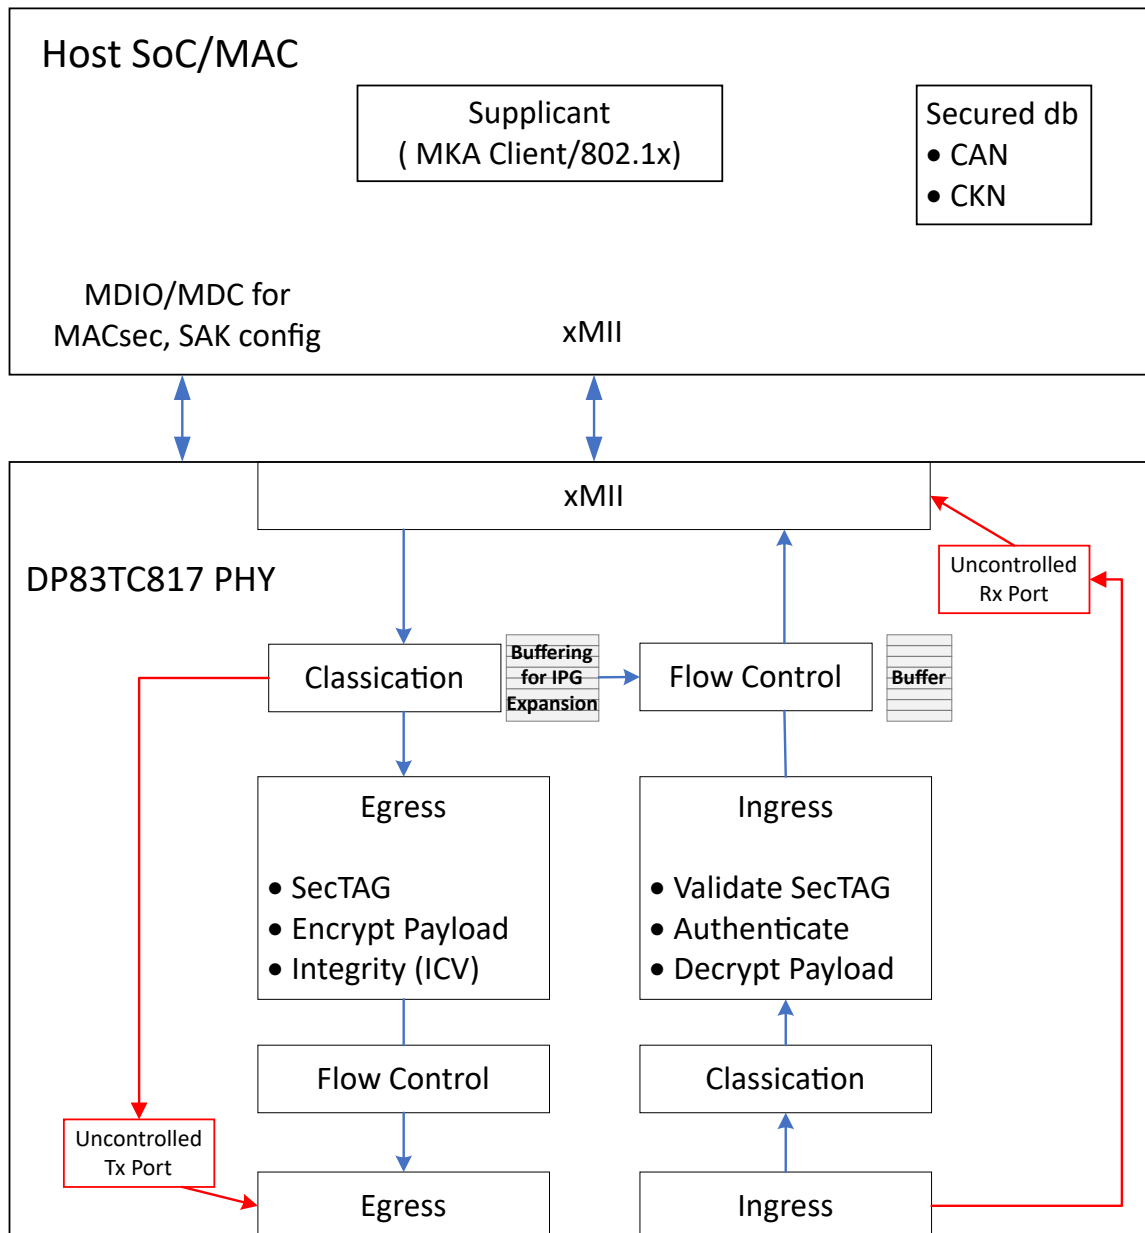 Host SoC/MAC
Supplicant
( MKA Client/802.1x)
Secured db
• CAN
• CKN
MDIO/MDC for
MACsec, SAK config
xMII
xMII
DP83TC817 PHY
Uncontrolled
Rx Port
Classication
Buffering
for IPG
Expansion
Flow Control
Buffer
Egress
• SecTAG
• Encrypt Payload
• Integrity (ICV)
Ingress
• Validate SecTAG
• Authenticate
• Decrypt Payload
Flow Control
Classication
Uncontrolled
Tx Port
Egress
Ingress